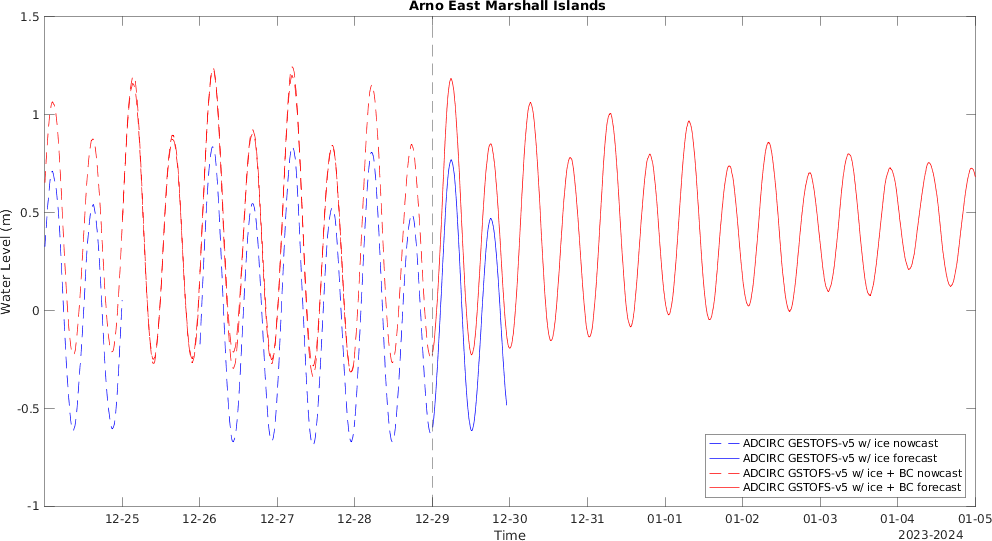 Arno East Marshall Islands
1.5
1
0.5
0
-0.5
-1
Water Level (m)
12-25 12-26 12-27 12-28 12-29 12-30 12-31 01-01 01-02 01-03 01-04 01-05
Time
2023-2024
ADCIRC GESTOFS-v5 w/ ice nowcast
ADCIRC GESTOFS-v5 w/ ice forecast
ADCIRC GSTOFS-v5 w/ ice + BC nowcast
ADCIRC GSTOFS-v5 w/ ice + BC forecast